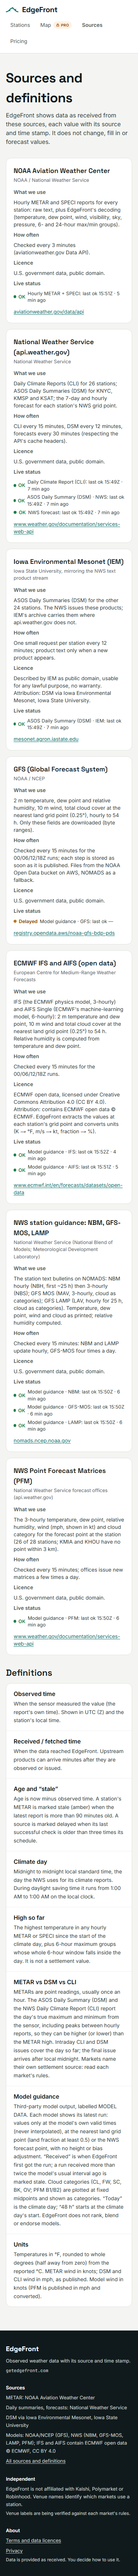 EdgeFront
Stations Map PRO Sources
Pricing
Sources and
definitions
EdgeFront shows data as received from
these sources, each value with its source
and time stamp. It does not change, fill in or
forecast values.
NOAA Aviation Weather Center
NOAA / National Weather Service
What we use
Hourly METAR and SPECI reports for every
station: raw text, plus EdgeFront's decoding
(temperature, dew point, wind, visibility, sky,
pressure, 6- and 24-hour max/min groups).
How often
Checked every 3 minutes
(aviationweather.gov Data API).
Licence
U.S. government data, public domain.
Live status
OK Hourly METAR + SPECI: last ok 15:51Z · 5
min ago
aviationweather.gov/data/api
National Weather Service
(api.weather.gov)
National Weather Service
What we use
Daily Climate Reports (CLI) for 26 stations;
ASOS Daily Summaries (DSM) for KNYC,
KMSP and KSAT; the 7-day and hourly
forecast for each station's NWS grid point.
How often
CLI every 15 minutes, DSM every 12 minutes,
forecasts every 30 minutes (respecting the
API's cache headers).
Licence
U.S. government data, public domain.
Live status
OK Daily Climate Report (CLI): last ok 15:49Z ·
7 min ago
OK ASOS Daily Summary (DSM) · NWS: last ok
15:49Z · 7 min ago
OK NWS forecast: last ok 15:49Z · 7 min ago
www.weather.gov/documentation/services-
web-api
Iowa Environmental Mesonet (IEM)
Iowa State University, mirroring the NWS text
product stream
What we use
ASOS Daily Summaries (DSM) for the other
24 stations. The NWS issues these products;
IEM's archive carries them where
api.weather.gov does not.
How often
One small request per station every 12
minutes; product text only when a new
product appears.
Licence
Described by IEM as public domain, usable
for any lawful purpose, no warranty.
Attribution: DSM via Iowa Environmental
Mesonet, Iowa State University.
Live status
OK ASOS Daily Summary (DSM) · IEM: last ok
15:49Z · 7 min ago
mesonet.agron.iastate.edu
GFS (Global Forecast System)
NOAA / NCEP
What we use
2 m temperature, dew point and relative
humidity, 10 m wind, total cloud cover at the
nearest land grid point (0.25°), hourly to 5
h. Only these fields are downloaded (byte
ranges).
How often
Checked every 15 minutes for the
00/06/12/18Z runs; each step is taken as
soon as it is published. Files from the NOAA
Open Data bucket on AWS, NOMADS as a
fallback.
Licence
U.S. government data, public domain.
Live status
Delayed Model guidance · GFS: last ok —
registry.opendata.aws/noaa-gfs-bdp-pds
ECMWF IFS and AIFS (open data)
European Centre for Medium-Range Weather
Forecasts
What we use
IFS (the ECMWF physics model, 3-hourly)
and AIFS Single (ECMWF's machine-learning
model, 6-hourly): 2 m temperature and dew
point, 10 m wind and total cloud cover at the
nearest land grid point (0.25°) to 54 h.
Relative humidity is computed from
temperature and dew point.
How often
Checked every 15 minutes for the
00/06/12/18Z runs.
Licence
ECMWF open data, licensed under Creative
Commons Attribution 4.0 (CC BY 4.0).
Attribution: contains ECMWF open data ©
ECMWF. EdgeFront extracts the values at
each station's grid point and converts units
(K → °F, m/s → kt, fraction → %).
Live status
OK Model guidance · IFS: last ok 15:52Z · 4
min ago
OK Model guidance · AIFS: last ok 15:51Z · 5
min ago
www.ecmwf.int/en/forecasts/datasets/open-
data
NWS station guidance: NBM, GFS-
MOS, LAMP
National Weather Service (National Blend of
Models; Meteorological Development
Laboratory)
What we use
The station text bulletins on NOMADS: NBM
hourly (NBH, first ~25 h) then 3-hourly
(NBS); GFS MOS (MAV, 3-hourly, cloud as
categories); GFS LAMP (LAV, hourly for 25 h,
cloud as categories). Temperature, dew
point, wind and cloud as printed; relative
humidity computed.
How often
Checked every 15 minutes: NBM and LAMP
update hourly, GFS-MOS four times a day.
Licence
U.S. government data, public domain.
Live status
OK Model guidance · NBM: last ok 15:50Z · 6
min ago
OK Model guidance · GFS-MOS: last ok 15:50Z
· 6 min ago
OK Model guidance · LAMP: last ok 15:50Z · 6
min ago
nomads.ncep.noaa.gov
NWS Point Forecast Matrices
(PFM)
National Weather Service forecast offices
(api.weather.gov)
What we use
The 3-hourly temperature, dew point, relative
humidity, wind (mph, shown in kt) and cloud
category for the forecast point at the station
(26 of 28 stations; KMIA and KHOU have no
point within 3 km).
How often
Checked every 15 minutes; offices issue new
matrices a few times a day.
Licence
U.S. government data, public domain.
Live status
OK Model guidance · PFM: last ok 15:50Z · 6
min ago
www.weather.gov/documentation/services-
web-api
Definitions
Observed time
When the sensor measured the value (the
report's own time). Shown in UTC (Z) and the
station's local time.
Received / fetched time
When the data reached EdgeFront. Upstream
products can arrive minutes after they are
observed or issued.
Age and "stale"
Age is now minus observed time. A station's
METAR is marked stale (amber) when the
newest report is more than 90 minutes old. A
source is marked delayed when its last
successful check is older than three times its
schedule.
Climate day
Midnight to midnight local standard time, the
day the NWS uses for its climate reports.
During daylight saving time it runs from 1:00
AM to 1:00 AM on the local clock.
High so far
The highest temperature in any hourly
METAR or SPECI since the start of the
climate day, plus 6-hour maximum groups
whose whole 6-hour window falls inside the
day. It is not a settlement value.
METAR vs DSM vs CLI
METARs are point readings, usually once an
hour. The ASOS Daily Summary (DSM) and
the NWS Daily Climate Report (CLI) report
the day's true maximum and minimum from
the sensor, including peaks between hourly
reports, so they can be higher (or lower) than
the METAR high. Intraday CLI and DSM
issues cover the day so far; the final issue
arrives after local midnight. Markets name
their own settlement source: read each
market's rules.
Model guidance
Third-party model output, labelled MODEL
DATA. Each model shows its latest run:
values only at the times the model prints
(never interpolated), at the nearest land grid
point (land fraction at least 0.5) or the NWS
forecast point, with no height or bias
adjustment. "Received" is when EdgeFront
first got them; a model run more than
twice the model's usual interval ago is
marked stale. Cloud categories (CL, FW, SC,
BK, OV; PFM B1/B2) are plotted at fixed
midpoints and shown as categories. "Today"
is the climate day; "48 h" starts at the model
run's start. EdgeFront does not rank, blend
or endorse models.
Units
Temperatures in °F, rounded to whole
degrees (half away from zero) from the
reported °C. METAR wind in knots, as
reported; pressure in inHg. Model wind in
knots (PFM is printed in mph and
converted).
EdgeFront
Observed weather data with its source and time stamp.
getedgefront.com
Sources
METAR: NOAA Aviation Weather Center
Daily summaries, forecasts: National Weather Service
DSM via Iowa Environmental Mesonet, Iowa State
University
Models: NOAA/NCEP (GFS), NWS (NBM, GFS-MOS,
LAMP, PFM); IFS and AIFS contain ECMWF open data
© ECMWF, CC BY 4.0
All sources and definitions
Independent
EdgeFront is not affiliated with Kalshi, Polymarket or
Robinhood. Venue names identify which markets use a
station.
Venue labels are being verified against each market's rules.
About
Terms and data licences
Privacy
Data is provided as received. You decide how to use it.